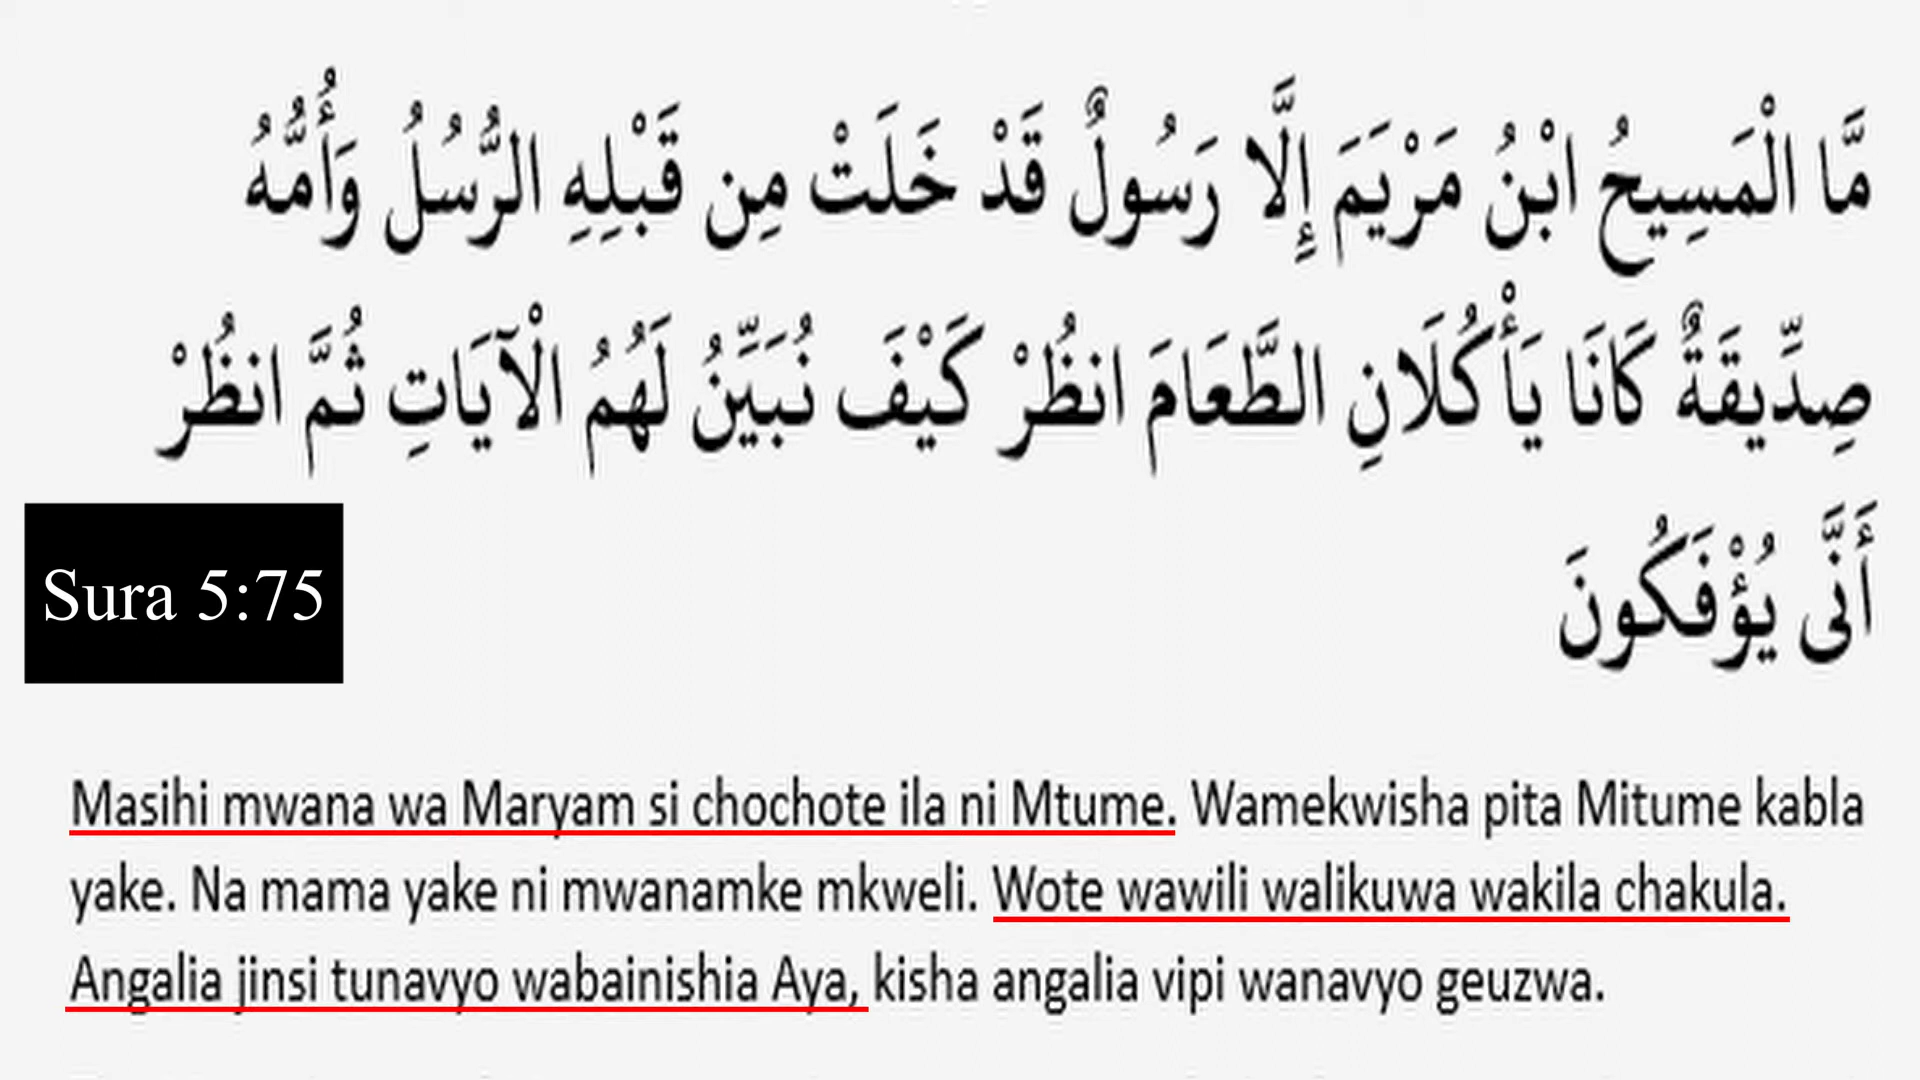 مَّا الْمَسِيحُ ابْنُ مَرْيَمَ إِلَّا رَسُولٌ قَدْ خَلَتْ مِن قَبْلِهِ الرُّسُلُ وَأُمُّهُ
صِدِّيقَةٌ كَانَا يَأْكُلَانِ الطَّعَامَ انظُرْ كَيْفَ نُبَيِّنُ لَهُمُ الْآيَاتِ ثُمَّ انظُرْ
أَنَّى يُؤْفَكُونَ
Sura 5:75
Masihi mwana wa Maryam si chochote ila ni Mtume. Wamekwisha pita Mitume kabla
yake. Na mama yake ni mwanamke mkweli. Wote wawili walikuwa wakila chakula.
Angalia jinsi tunavyo wabainishia Aya, kisha angalia vipi wanavyo geuzwa.